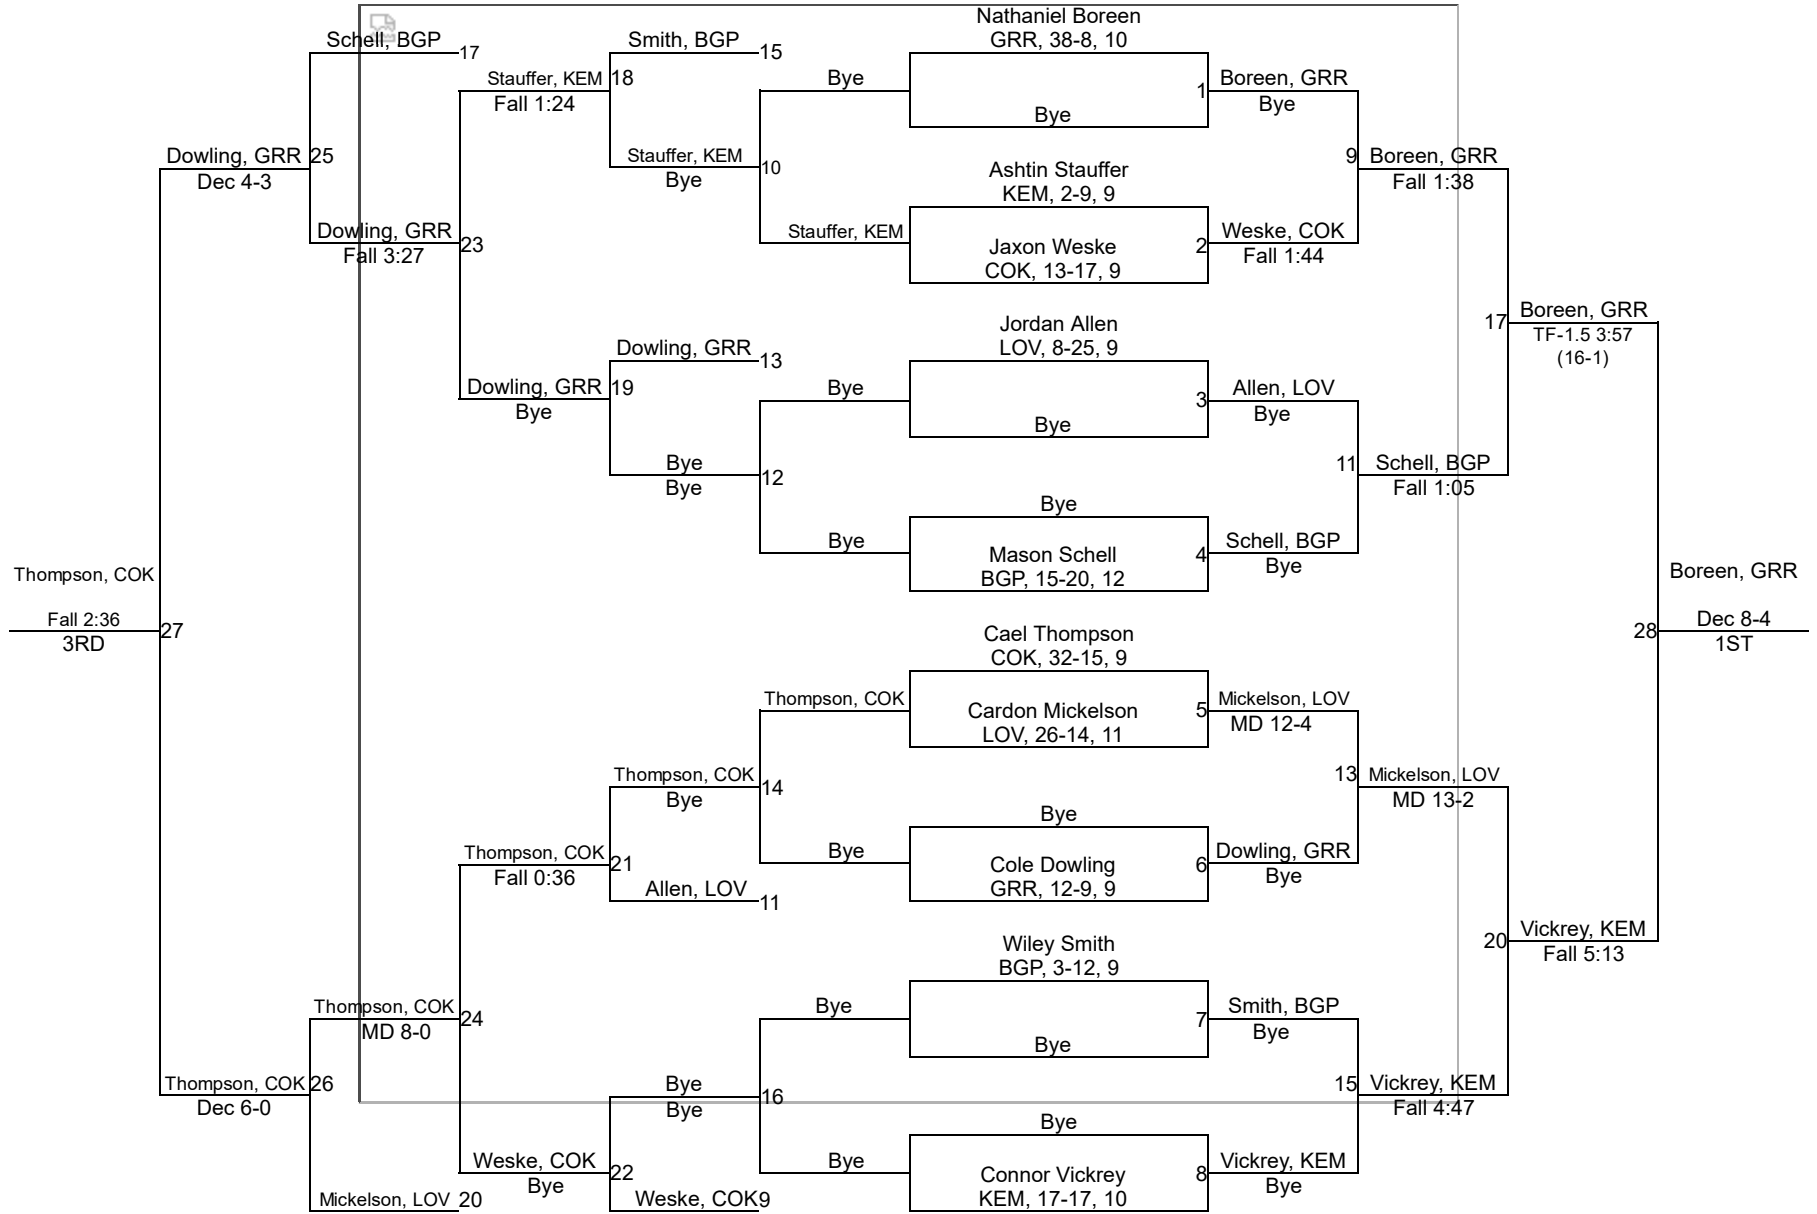 Nathaniel Boreen
GRR, 38-8, 10
Schell, BGP
17
Smith, BGP
15
Stauffer, KEM
18
Fall 1:24
Bye
1
Boreen, GRR
Bye
Bye
Stauffer, KEM
10
Bye
Dowling, GRR
25
Dec 4-3
9
Boreen, GRR
Fall 1:38
Ashtin Stauffer
KEM, 2-9, 9
Dowling, GRR
23
Fall 3:27
Stauffer, KEM
Jaxon Weske
COK, 13-17, 9
2
Weske, COK
Fall 1:44
Jordan Allen
LOV, 8-25, 9
17
Boreen, GRR
TF-1.5 3:57
(16-1)
Dowling, GRR
13
Dowling, GRR
19
Bye
Bye
3
Allen, LOV
Bye
Bye
Bye
12
Bye
11
Schell, BGP
Fall 1:05
Bye
Bye
Mason Schell
BGP, 15-20, 12
4
Schell, BGP
Bye
Thompson, COK
Fall 2:36
27
3RD
Boreen, GRR
28
Dec 8-4
1ST
Cael Thompson
COK, 32-15, 9
Thompson, COK
Cardon Mickelson
LOV, 26-14, 11
5
Mickelson, LOV
MD 12-4
Thompson, COK
14
Bye
13
Mickelson, LOV
MD 13-2
Bye
Thompson, COK
21
Fall 0:36
Bye
Cole Dowling
GRR, 12-9, 9
6
Dowling, GRR
Bye
Allen, LOV
11
Wiley Smith
BGP, 3-12, 9
20
Vickrey, KEM
Fall 5:13
Thompson, COK
24
MD 8-0
Bye
7
Smith, BGP
Bye
Bye
Thompson, COK
26
Dec 6-0
Bye
16
Bye
15
Vickrey, KEM
Fall 4:47
Bye
Weske, COK
22
Bye
Bye
Connor Vickrey
KEM, 17-17, 10
8
Vickrey, KEM
Bye
Mickelson, LOV
20
Weske, COK
9